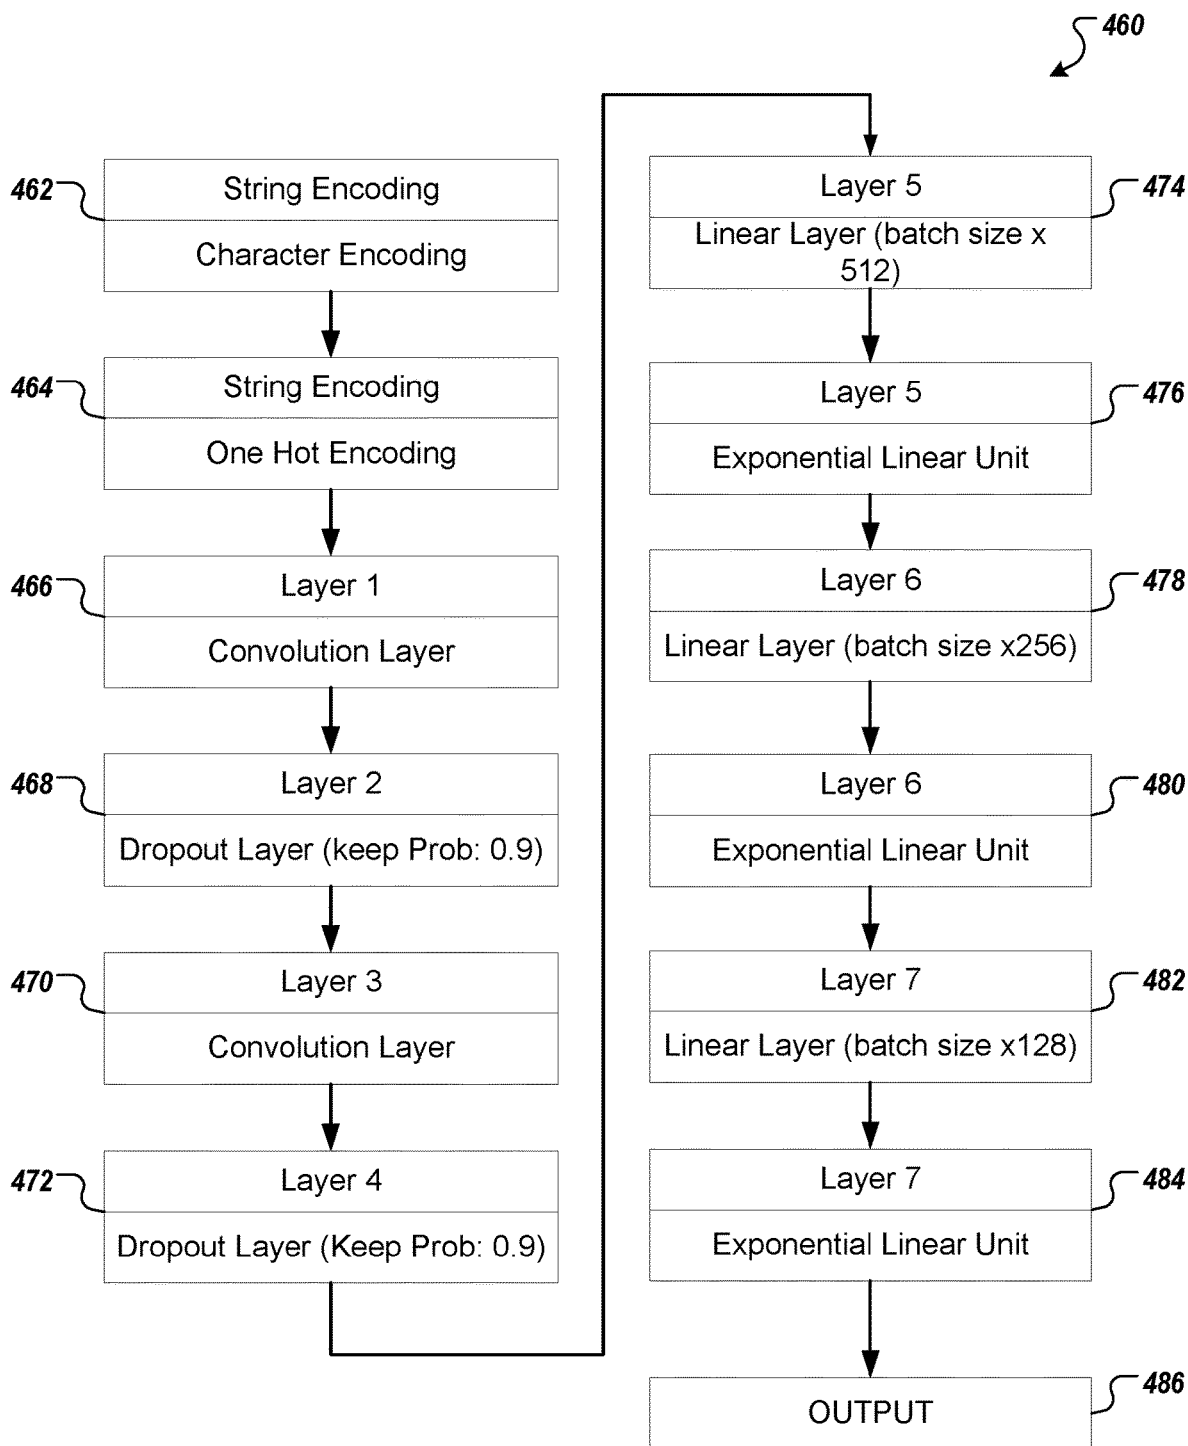 460
462
String Encoding
Character Encoding
464
String Encoding
One Hot Encoding
466
Layer 1
Convolution Layer
468
Layer 2
Dropout Layer (keep Prob: 0.9)
470
Layer 3
Convolution Layer
472
Layer 4
Dropout Layer (Keep Prob: 0.9)
Layer 5
474
Linear Layer (batch size x
512)
Layer 5
476
Exponential Linear Unit
Layer 6
478
Linear Layer (batch size x256)
Layer 6
480
Exponential Linear Unit
Layer 7
482
Linear Layer (batch size x128)
Layer 7
484
Exponential Linear Unit
486
OUTPUT